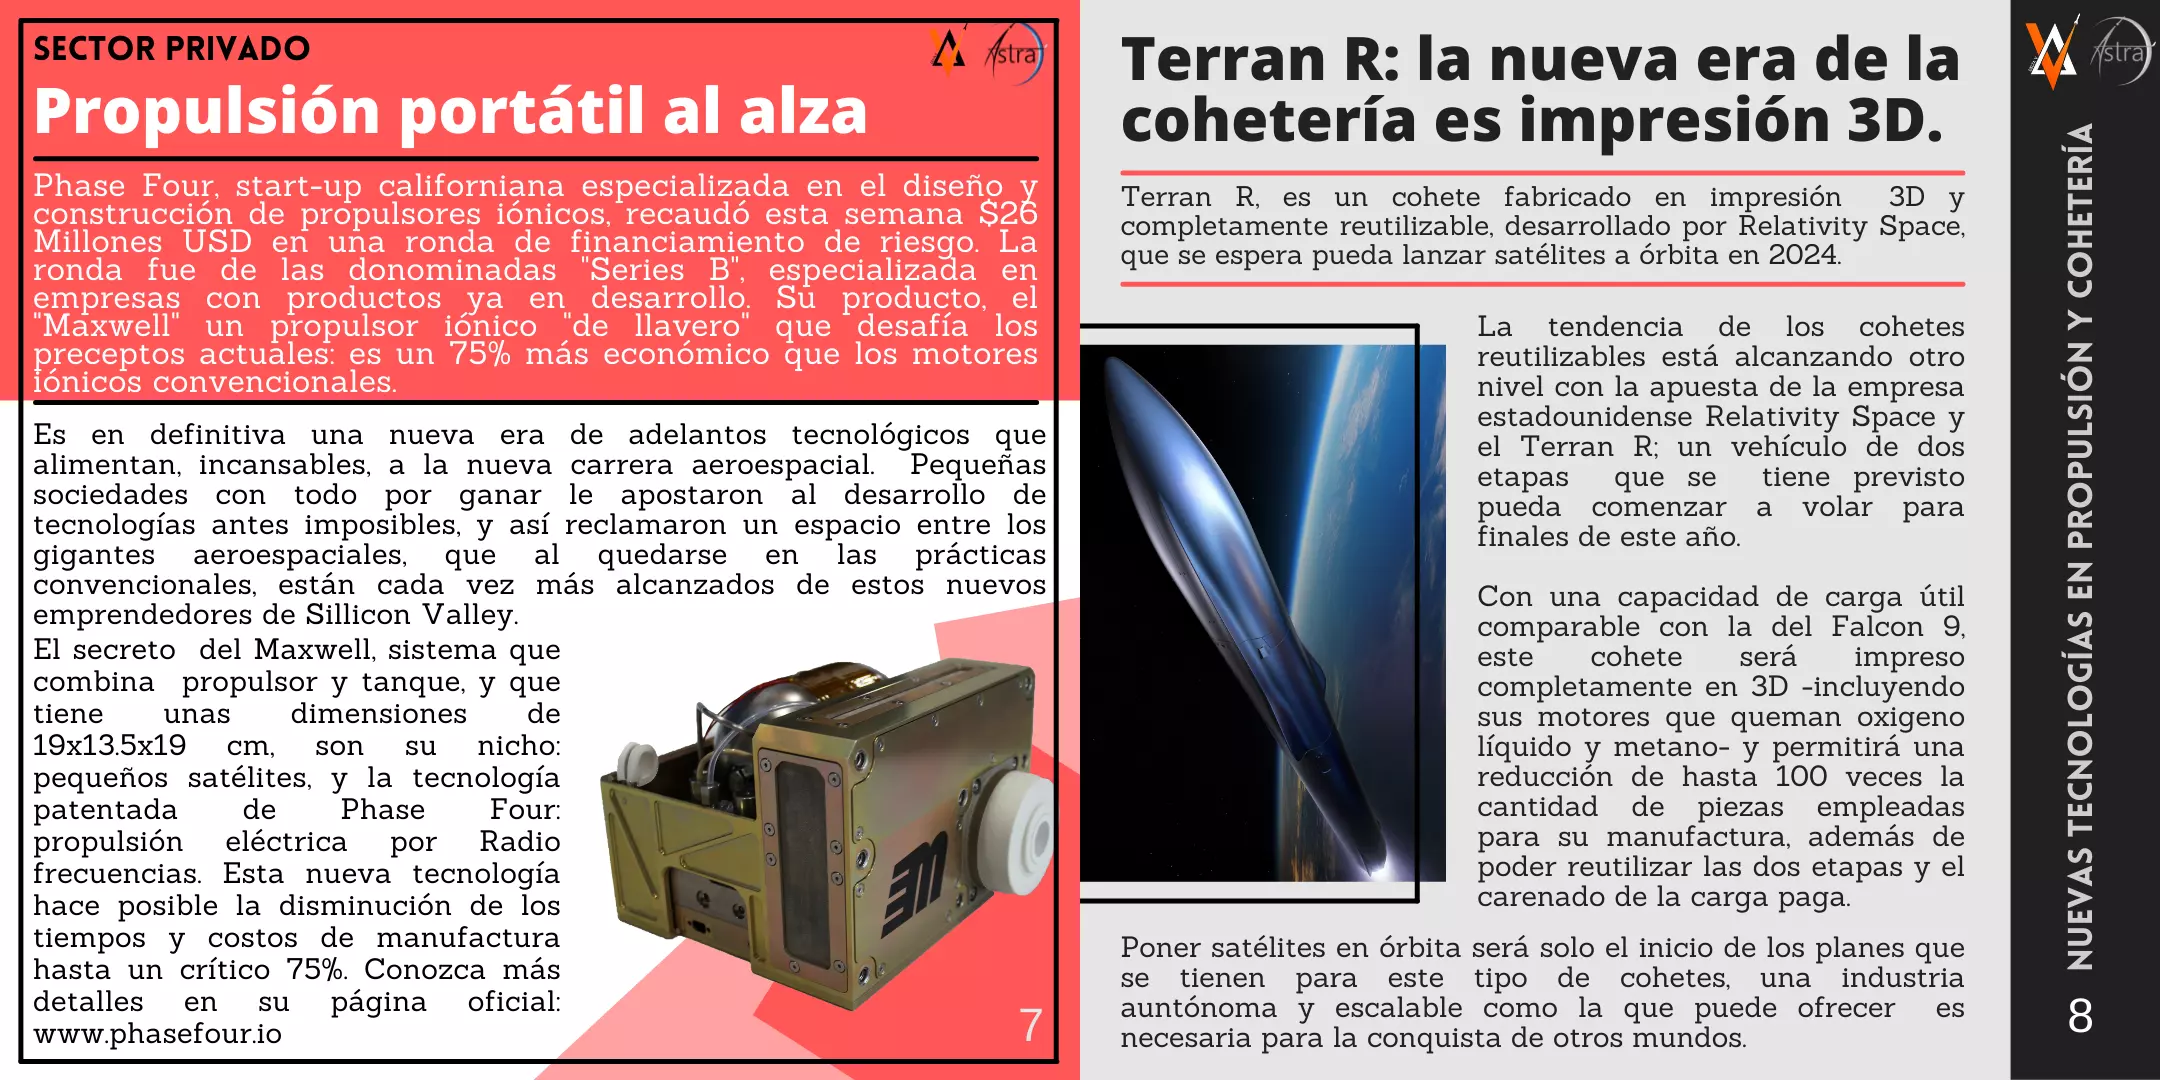 SECTOR PRIVADO
Astra
Propulsión portátil al alza
Phase Four, start-up californiana especializada en el diseño y
construcción de propulsores iónicos, recaudó esta semana $26
Millones USD en una ronda de financiamiento de riesgo. La
ronda fue de las donominadas "Series B", especializada en
empresas con productos ya en desarrollo. Su producto, el
"Maxwell" un propulsor iónico "de llavero" que desafía los
preceptos actuales: es un 75% más económico que los motores
iónicos convencionales.
Es en definitiva una nueva era de adelantos tecnológicos que
alimentan, incansables, a la nueva carrera aeroespacial. Pequeñas
sociedades con todo por ganar le apostaron al desarrollo de
tecnologías antes imposibles, y así reclamaron un espacio entre los
gigantes aeroespaciales, que al quedarse en las prácticas
convencionales, están cada vez más alcanzados de estos nuevos
emprendedores de Sillicon Valley.
El secreto del Maxwell, sistema que
combina propulsor y tanque, y que
tiene unas dimensiones de
19x13.5x19 cm, son su nicho:
pequeños satélites, y la tecnología
patentada de Phase Four:
propulsión eléctrica por Radio
frecuencias. Esta nueva tecnología
hace posible la disminución de los
tiempos y costos de manufactura
hasta un crítico 75%. Conozca más
detalles en su página oficial:
www.phasefour.io
7
Terran R: la nueva era de la
cohetería es impresión 3D.
Terran R, es un cohete fabricado en impresión 3D y
completamente reutilizable, desarrollado por Relativity Space,
que se espera pueda lanzar satélites a órbita en 2024.
La tendencia de los cohetes
reutilizables está alcanzando otro
nivel con la apuesta de la empresa
estadounidense Relativity Space y
el Terran R; un vehículo de dos
etapas que se tiene previsto
pueda comenzar a volar para
finales de este año.
Con una capacidad de carga útil
comparable con la del Falcon 9,
este cohete será impreso
completamente en 3D -incluyendo
sus motores que queman oxigeno
líquido y metano- y permitirá una
reducción de hasta 100 veces la
cantidad de piezas empleadas
para su manufactura, además de
poder reutilizar las dos etapas y el
carenado de la carga paga.
Poner satélites en órbita será solo el inicio de los planes que
se tienen para este tipo de cohetes, una industria
auntónoma y escalable como la que puede ofrecer es
necesaria para la conquista de otros mundos.
Astra
NUEVAS TECNOLOGÍAS EN PROPULSIÓN Y COHETERÍA
8